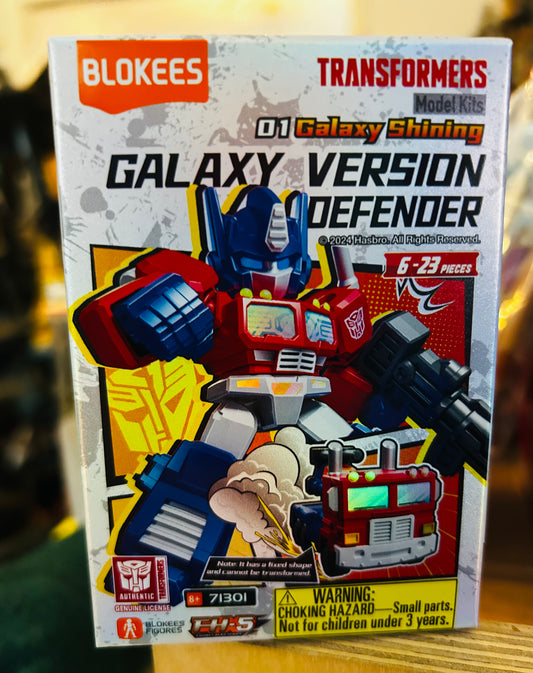 BLOKEES
TRANSFORMERS
Model Kits
01 Galaxy Shining
GALAXY VERSION
DEFENDER
© 2024 Hasbro. All Rights Reserved.
6-23 PIECES
Note: It has a fixed shape
and cannot be transformed.
AUTHENTIC
TRANSFORMERS
GENUINE LICENSE
8+ 71301
BLOKEES
FIGURES
WARNING:
CHOKING HAZARD—Small parts.
Not for children under 3 years.